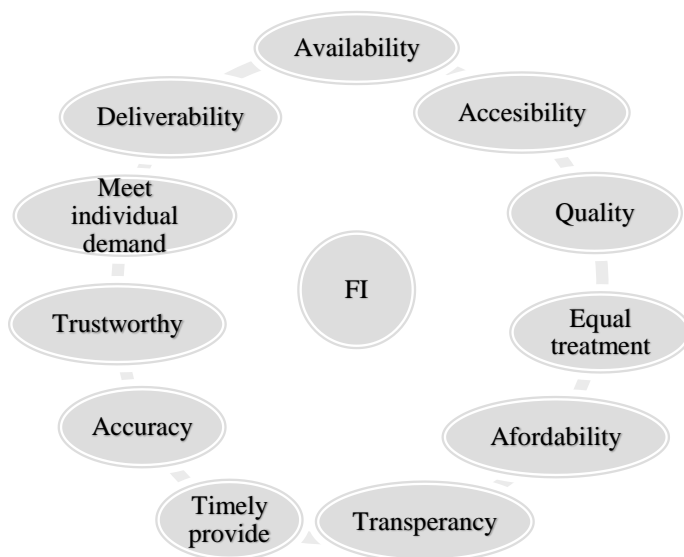 Availability
Accesibility
Quality
Equal
treatment
Afordability
Transperancy
Timely
provide
Accuracy
Trustworthy
Meet
individual
demand
Deliverability
FI